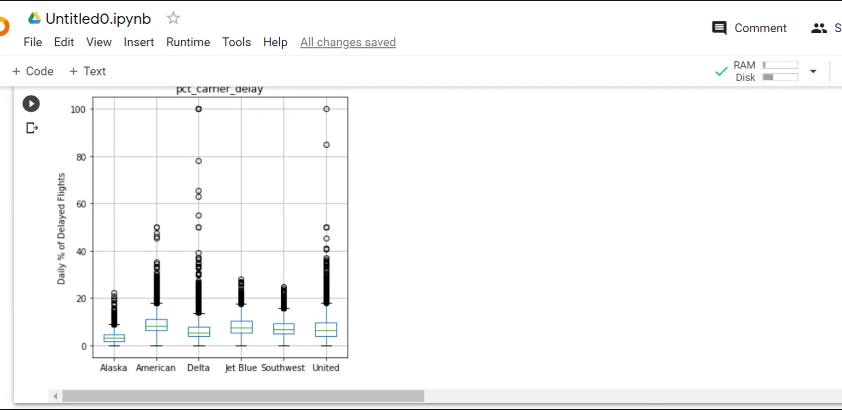 Untitled0.ipynb
Comment
S
File Edit View Insert Runtime Tools Help All changes saved
+ Code + Text
RAM
Disk
pct_carrier_delay
100
80
60
40
20
0
Daily % of Delayed Flights
Alaska American Delta Jet Blue Southwest United